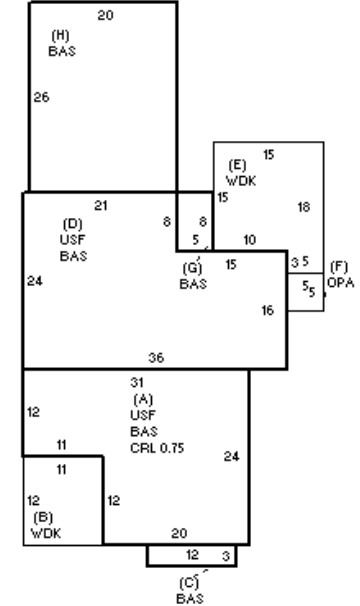 20
(H)
BAS
26
15
(E)
WDK
15
18
21
(D)
USF
BAS
8
8
5
10
15
(G)
BAS
3 5
(F)
OPA
5
5
24
16
36
31
(A)
USF
BAS
CRL 0.75
12
24
11
11
12
(B)
WDK
12
20
12
3
(C)
BAS